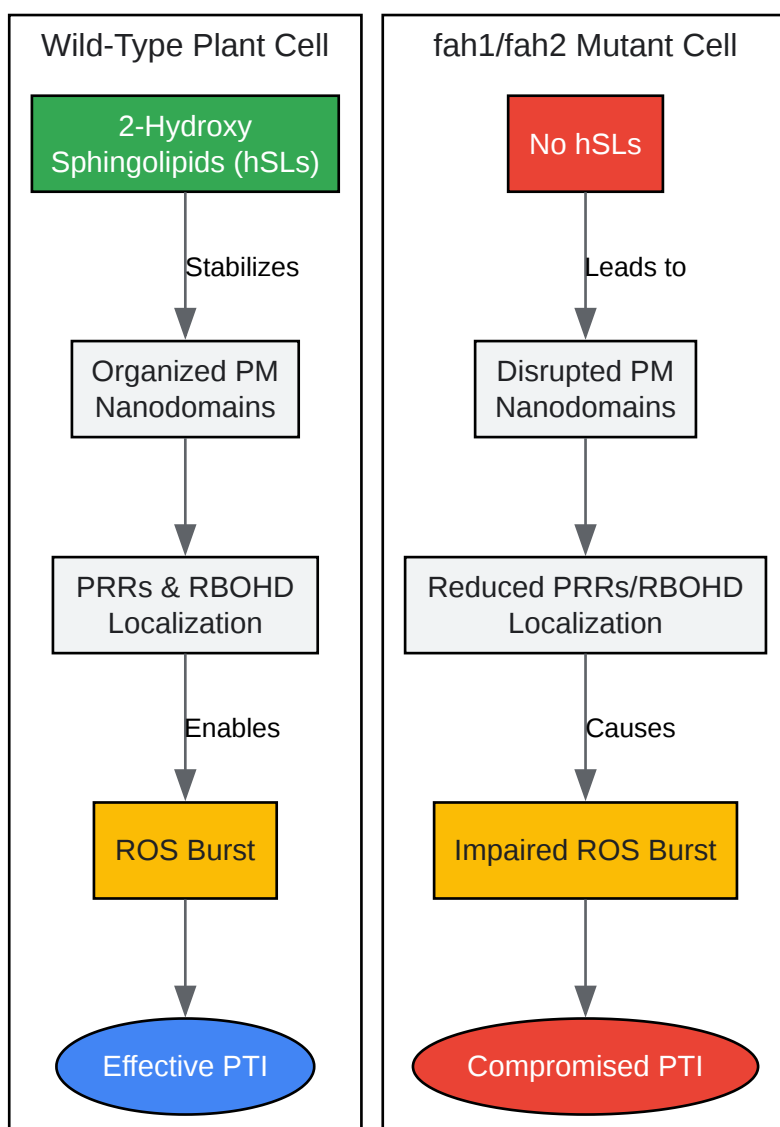 Wild-Type Plant Cell
2-Hydroxy
Sphingolipids (hSLs)
Stabilizes
Organized PM
Nanodomains
PRRs & RBOHD
Localization
Enables
ROS Burst
Effective PTI
fah1/fah2 Mutant Cell
No hSLs
Leads to
Disrupted PM
Nanodomains
Reduced PRRs/RBOHD
Localization
Causes
Impaired ROS Burst
Compromised PTI